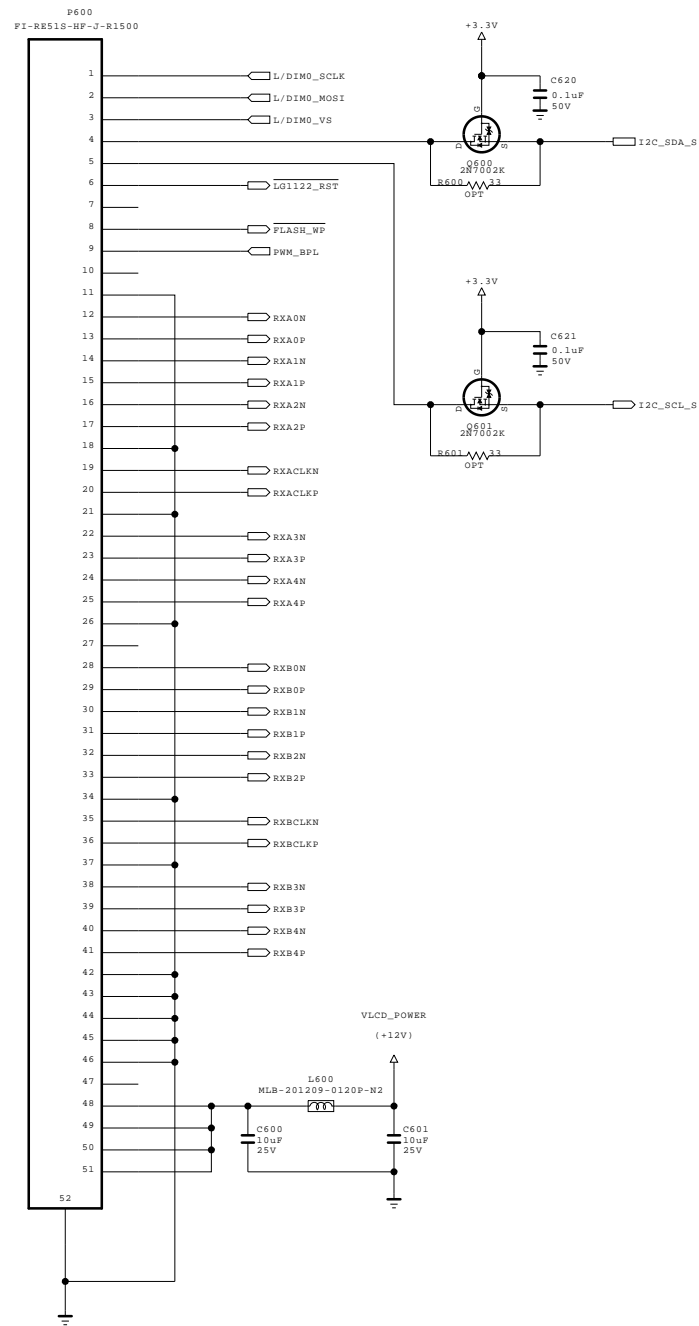 P600
FI-RE51S-HF-J-R1500
1
L/DIM0_SCLK
2
L/DIM0_MOSI
3
L/DIM0_VS
4
5
6
LG1122_RST
7
8
FLASH_WP
9
PWM_BPL
10
11
12
RXA0N
13
RXA0P
14
RXA1N
15
RXA1P
16
RXA2N
17
RXA2P
18
19
RXACLKN
20
RXACLKP
21
22
RXA3N
23
RXA3P
24
RXA4N
25
RXA4P
26
27
28
RXB0N
29
RXB0P
30
RXB1N
31
RXB1P
32
RXB2N
33
RXB2P
34
35
RXBCLKN
36
RXBCLKP
37
38
RXB3N
39
RXB3P
40
RXB4N
41
RXB4P
42
43
44
45
46
47
48
49
50
51
52
+3.3V
C620
0.1uF
50V
G
D
S
Q600
2N7002K
R600 33
OPT
I2C_SDA_S
+3.3V
C621
0.1uF
50V
G
D
S
Q601
2N7002K
R601 33
OPT
I2C_SCL_S
VLCD_POWER
(+12V)
L600
MLB-201209-0120P-N2
C600
10uF
25V
C601
10uF
25V